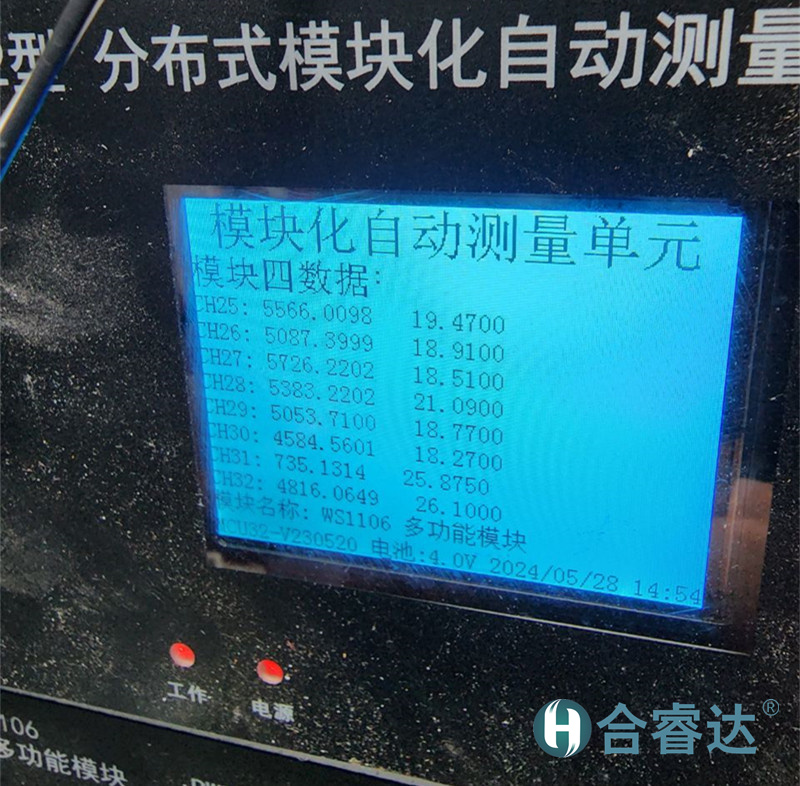 型 分布式模块化自动测量
模块化自动测量单元
模块四数据:
CH25: 5566.0098 19.4700
CH26: 5087.3999 18.9100
CH27: 5726.2202 18.5100
CH28: 5383.2202 21.0900
CH29: 5053.7100 18.7700
CH30: 4584.5601 18.2700
CH31: 735.1314 25.8750
CH32: 4816.0649 26.1000
模块名称: WS1106 多功能模块
MCU32-V230520 电池:4.0V 2024/05/28 14:54
工作 电源
106
多功能模块
合睿达®